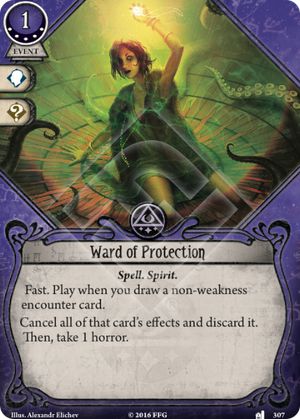 1
EVENT
Ward of Protection
Spell. Spirit.
Fast. Play when you draw a non-weakness
encounter card.
Cancel all of that card's effects and discard it.
Then, take 1 horror.
Illus. Alexandr Elichev
© 2016 FFG
307